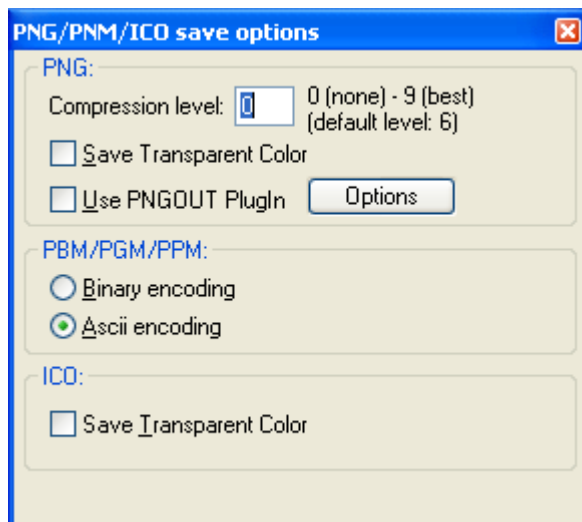 PNG/PNM/ICO save options
PNG:
Compression level: 0 0 (none) - 9 (best)
(default level: 6)
Save Transparent Color
Use PNGOUT PlugIn Options
PBM/PGM/PPM:
Binary encoding
Ascii encoding
ICO:
Save Transparent Color